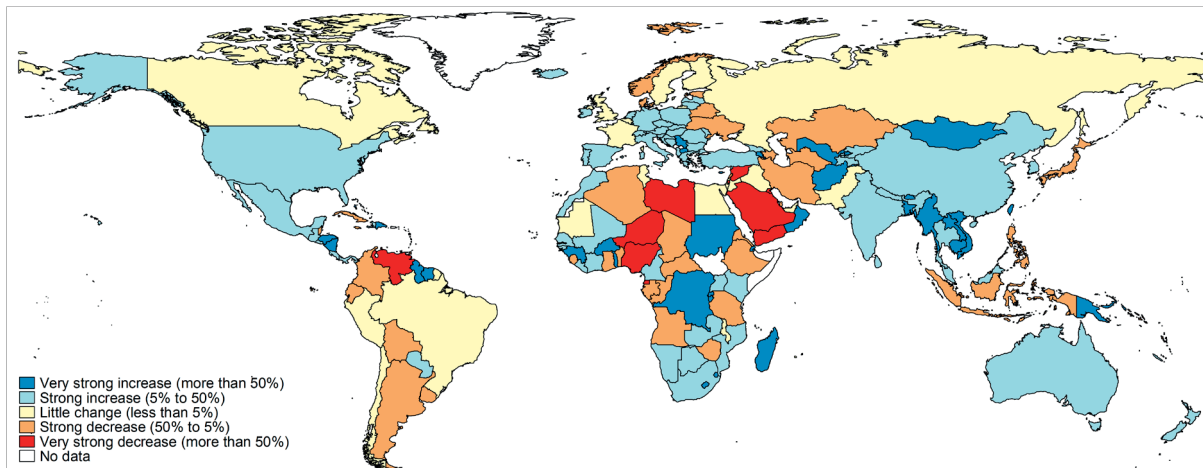 Very strong increase (more than 50%)
Strong increase (5% to 50%)
Little change (less than 5%)
Strong decrease (50% to 5%)
Very strong decrease (more than 50%)
No data